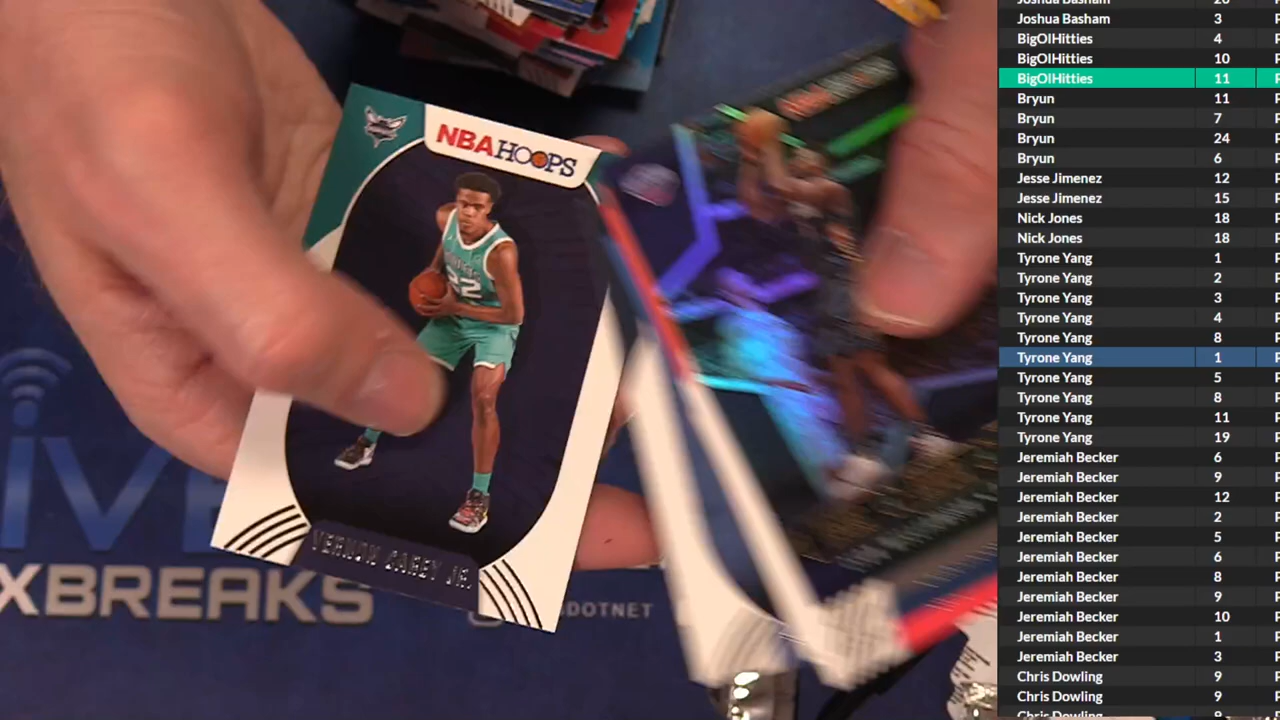 NBA HOOPS
22
VERNON CAREY JR.
XBREAKS
DOTNET
Joshua Basham 3
BigOlHitties 4
BigOlHitties 10
BigOlHitties 11
Bryun 11
Bryun 7
Bryun 24
Bryun 6
Jesse Jimenez 12
Jesse Jimenez 15
Nick Jones 18
Nick Jones 18
Tyrone Yang 1
Tyrone Yang 2
Tyrone Yang 3
Tyrone Yang 4
Tyrone Yang 8
Tyrone Yang 1
Tyrone Yang 5
Tyrone Yang 8
Tyrone Yang 11
Tyrone Yang 19
Jeremiah Becker 6
Jeremiah Becker 9
Jeremiah Becker 12
Jeremiah Becker 2
Jeremiah Becker 5
Jeremiah Becker 6
Jeremiah Becker 8
Jeremiah Becker 9
Jeremiah Becker 10
Jeremiah Becker 1
Jeremiah Becker 3
Chris Dowling 9
Chris Dowling 9